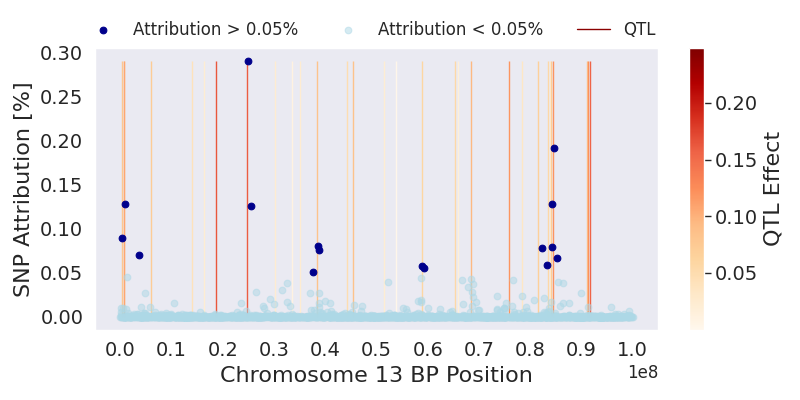 Attribution > 0.05% Attribution < 0.05% QTL
0.30
0.25
0.20
0.15
0.10
0.05
0.00
SNP Attribution [%]
0.0 0.1 0.2 0.3 0.4 0.5 0.6 0.7 0.8 0.9 1.0
1e8
Chromosome 13 BP Position
0.20
0.15
0.10
0.05
QTL Effect